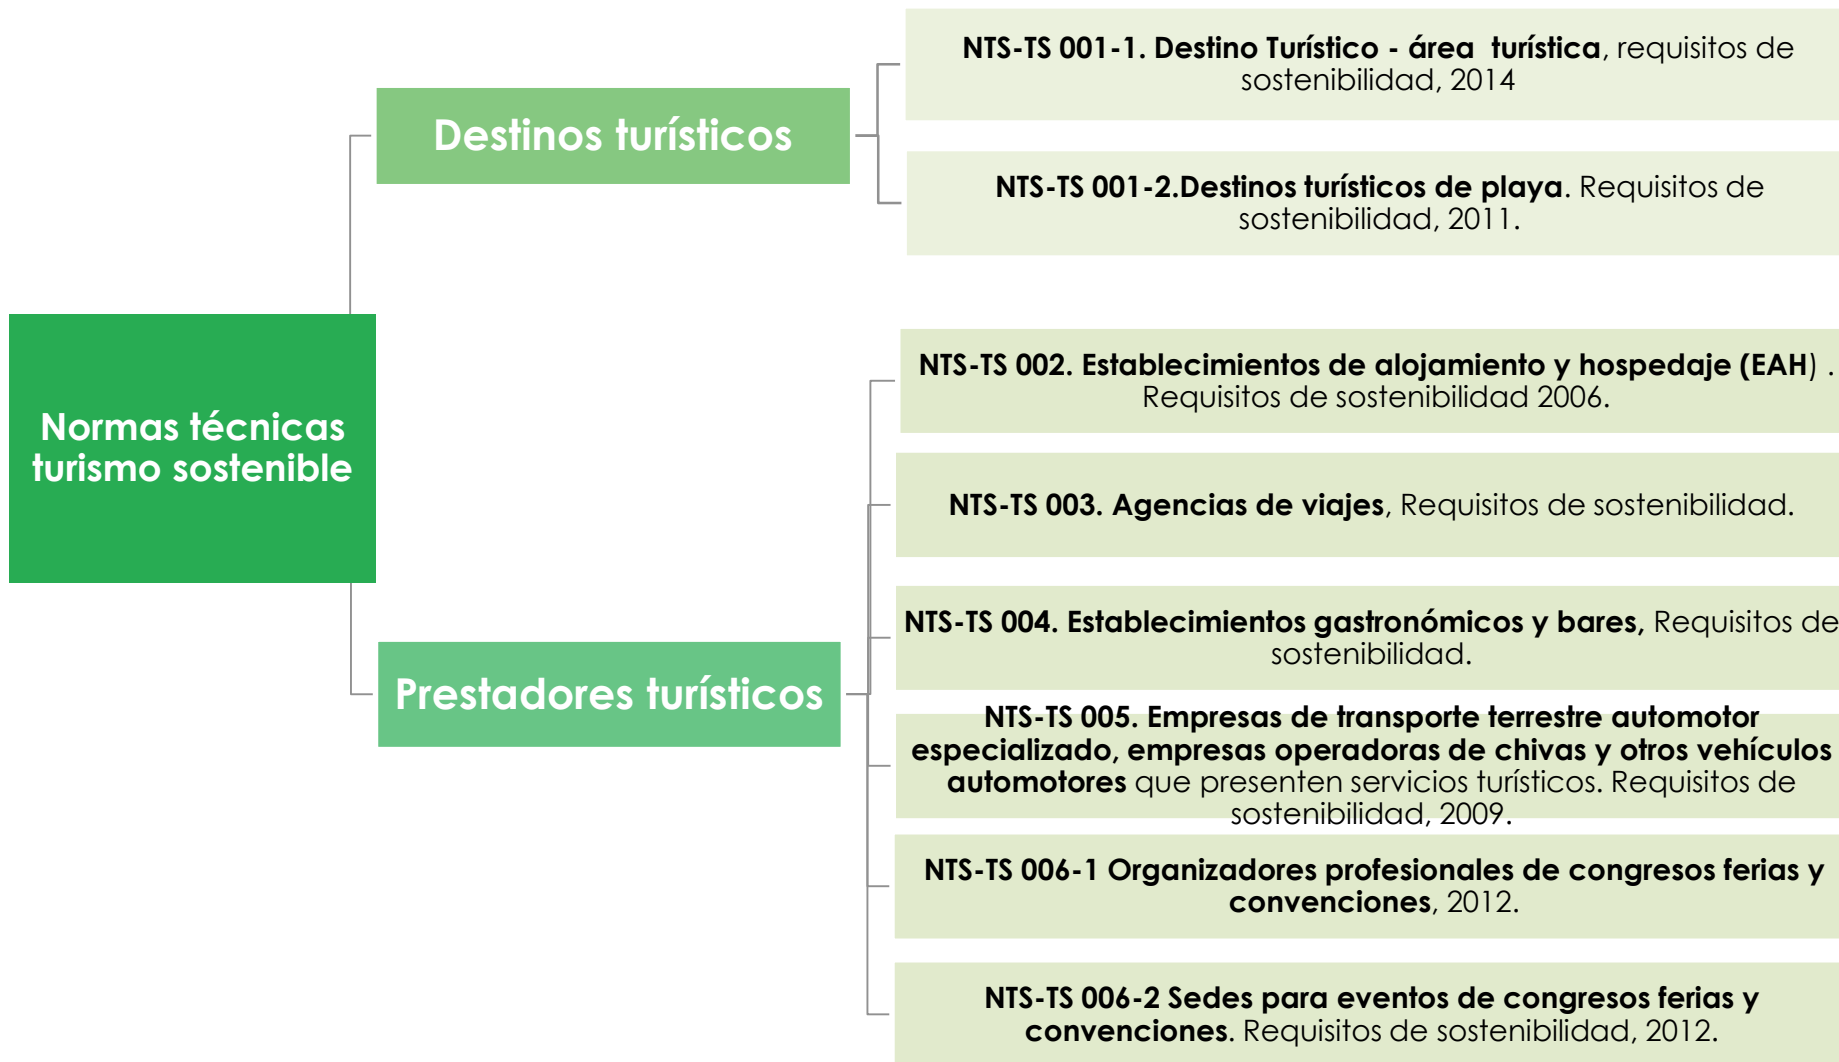 Normas técnicas
turismo sostenible
Destinos turísticos
NTS-TS 001-1. Destino Turístico - área  turística, requisitos de
sostenibilidad, 2014
NTS-TS 001-2.Destinos turísticos de playa. Requisitos de
sostenibilidad, 2011.
Prestadores turísticos
NTS-TS 002. Establecimientos de alojamiento y hospedaje (EAH) .
Requisitos de sostenibilidad 2006.
NTS-TS 003. Agencias de viajes, Requisitos de sostenibilidad.
NTS-TS 004. Establecimientos gastronómicos y bares, Requisitos de
sostenibilidad.
NTS-TS 005. Empresas de transporte terrestre automotor
especializado, empresas operadoras de chivas y otros vehículos
automotores que presenten servicios turísticos. Requisitos de
sostenibilidad, 2009.
NTS-TS 006-1 Organizadores profesionales de congresos ferias y
convenciones, 2012.
NTS-TS 006-2 Sedes para eventos de congresos ferias y
convenciones. Requisitos de sostenibilidad, 2012.